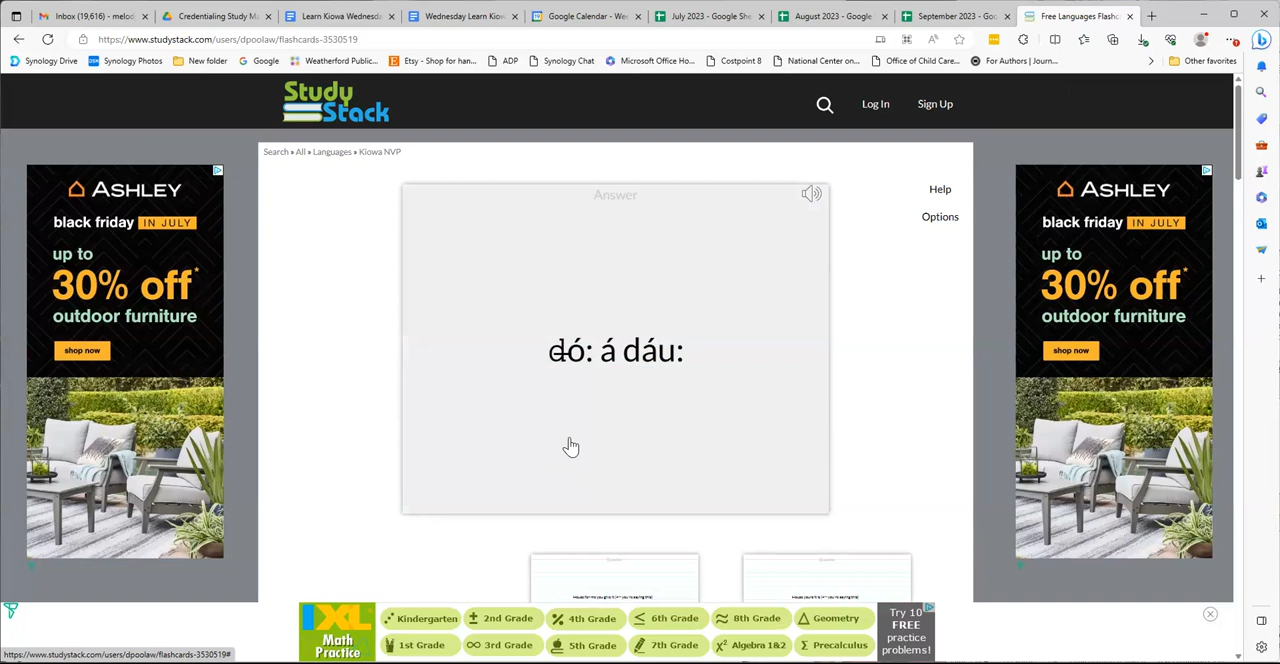 Inbox (19,616) - melod
Credentialing Study Ma
Learn Kiowa Wednesda
Wednesday Learn Kiow
Google Calendar - We
July 2023 - Google She
August 2023 - Google
September 2023 - Goo
Free Languages Flashc
https://www.studystack.com/users/dpoolaw/flashcards-3530519
Synology Drive
Synology Photos
New folder
Google
Weatherford Public...
Etsy - Shop for han...
ADP
Synology Chat
Microsoft Office Ho...
Costpoint 8
National Center on...
Office of Child Care...
For Authors | Journ...
Other favorites
Study
Stack
Log In
Sign Up
Search » All » Languages » Kiowa NVP
Answer
Help
Options
dó: á dáu:
ASHLEY
black friday IN JULY
up to
30% off*
outdoor furniture
shop now
ASHLEY
black friday IN JULY
up to
30% off*
outdoor furniture
shop now
IXL
Math
Practice
Kindergarten
2nd Grade
4th Grade
6th Grade
8th Grade
Geometry
1st Grade
3rd Grade
5th Grade
7th Grade
Algebra 1&2
Precalculus
Try 10
FREE
practice
problems!
https://www.studystack.com/users/dpoolaw/flashcards-3530519#